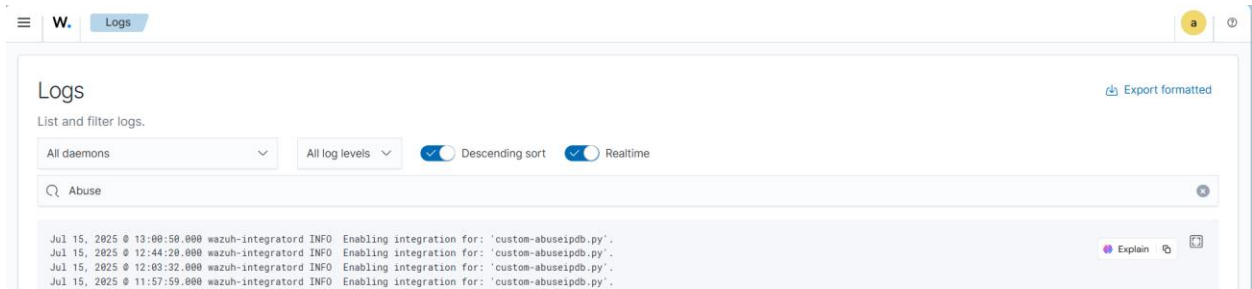 W. Logs a
Logs
Export formatted
List and filter logs.
All daemons All log levels Descending sort Realtime
Abuse
Jul 15, 2025 @ 13:00:50.000 wazuh-integratord INFO Enabling integration for: 'custom-abuseipdb.py'.
Jul 15, 2025 @ 12:44:20.000 wazuh-integratord INFO Enabling integration for: 'custom-abuseipdb.py'.
Jul 15, 2025 @ 12:03:32.000 wazuh-integratord INFO Enabling integration for: 'custom-abuseipdb.py'.
Jul 15, 2025 @ 11:57:59.000 wazuh-integratord INFO Enabling integration for: 'custom-abuseipdb.py'.
Explain